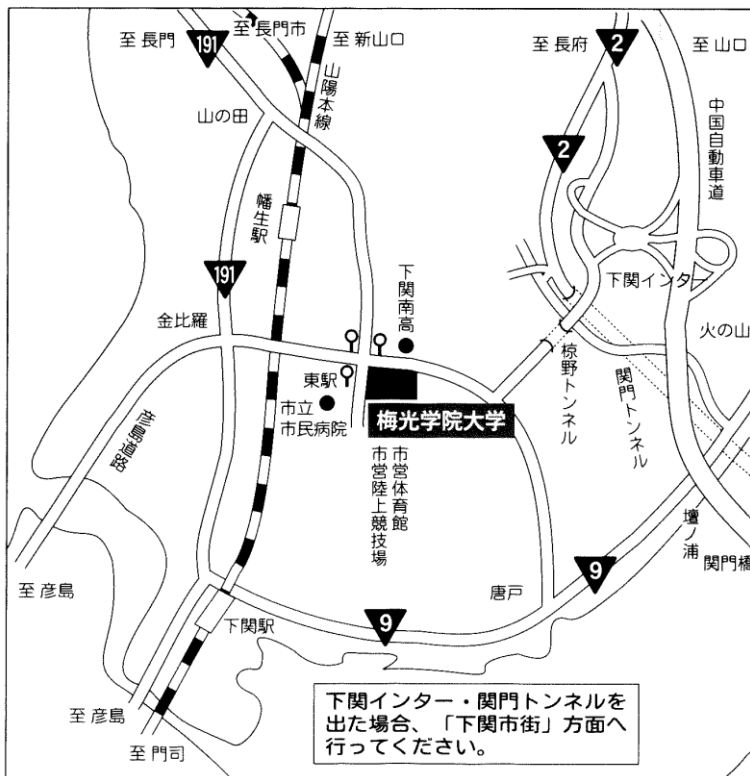 至 長門
191
至 長門市
至 新山口
至 長府
2
至 山口
山陽本線
中国自動車道
山の田
2
幡生駅
191
下関南高
下関インター
金比羅
火の山
東駅
椋野トンネル
関門トンネル
市立
市民病院
梅光学院大学
彦島道路
市営体育館
市営陸上競技場
壇ノ浦
関門橋
9
至 彦島
唐戸
9
下関駅
至 彦島
至 門司
下関インター・関門トンネルを
出た場合、「下関市街」方面へ
行ってください。